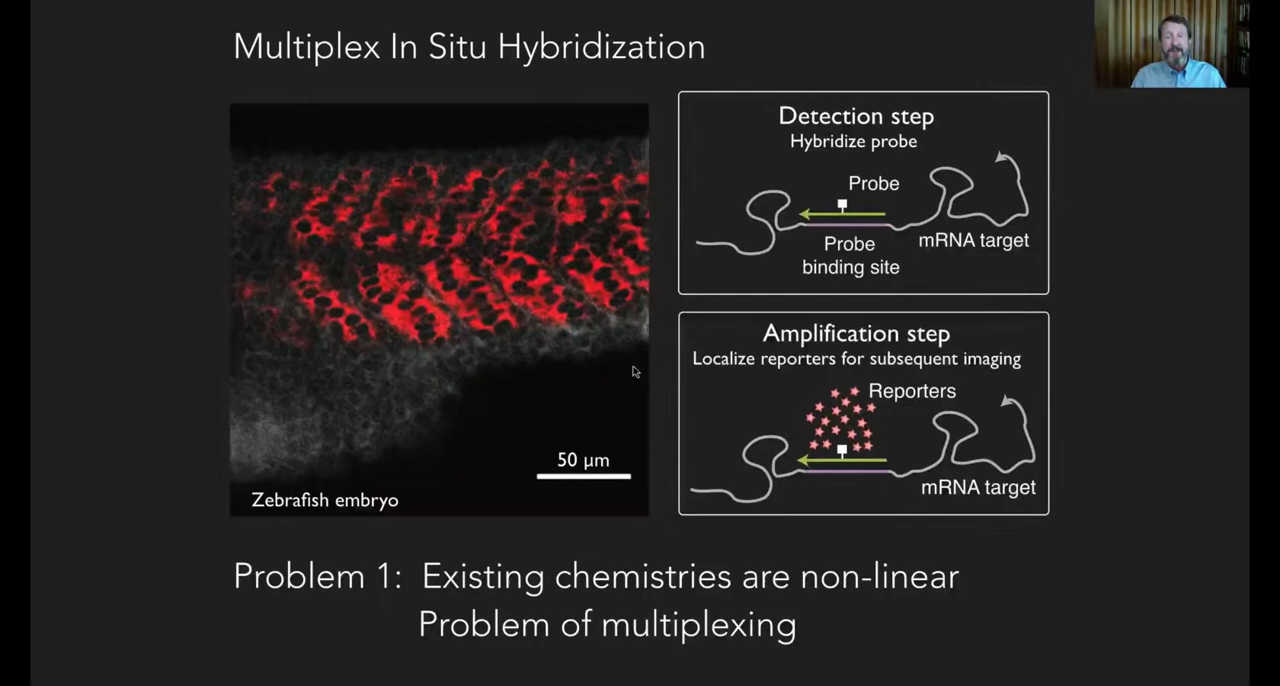 Multiplex In Situ Hybridization
50 µm
Zebrafish embryo
Detection step
Hybridize probe
Probe
Probe
binding site
mRNA target
Amplification step
Localize reporters for subsequent imaging
Reporters
mRNA target
Problem 1: Existing chemistries are non-linear
Problem of multiplexing